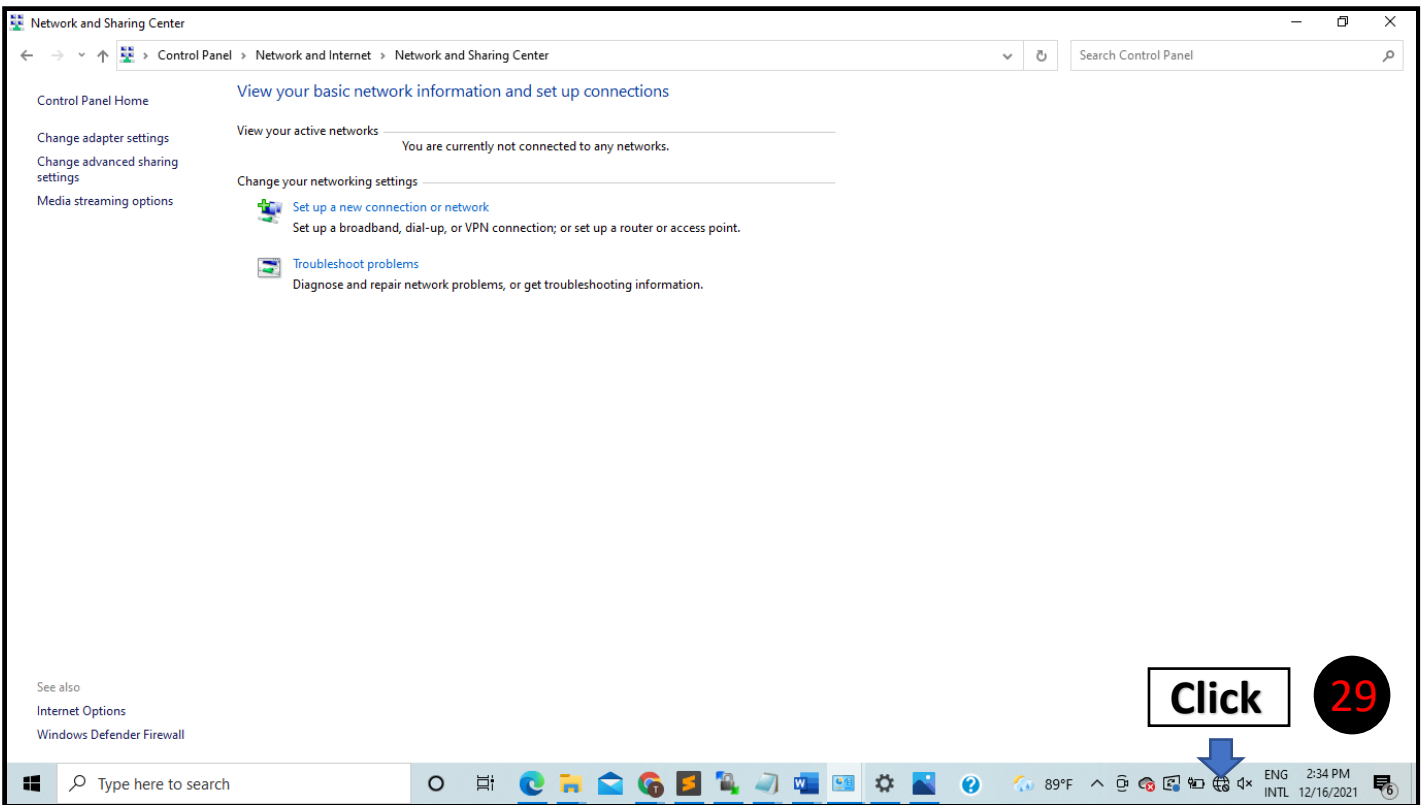 Network and Sharing Center
Control Panel > Network and Internet > Network and Sharing Center
Search Control Panel
Control Panel Home
Change adapter settings
Change advanced sharing
settings
Media streaming options
View your basic network information and set up connections
View your active networks
You are currently not connected to any networks.
Change your networking settings
Set up a new connection or network
Set up a broadband, dial-up, or VPN connection; or set up a router or access point.
Troubleshoot problems
Diagnose and repair network problems, or get troubleshooting information.
See also
Internet Options
Windows Defender Firewall
Click
29
Type here to search
89°F
ENG
INTL
2:34 PM
12/16/2021
6